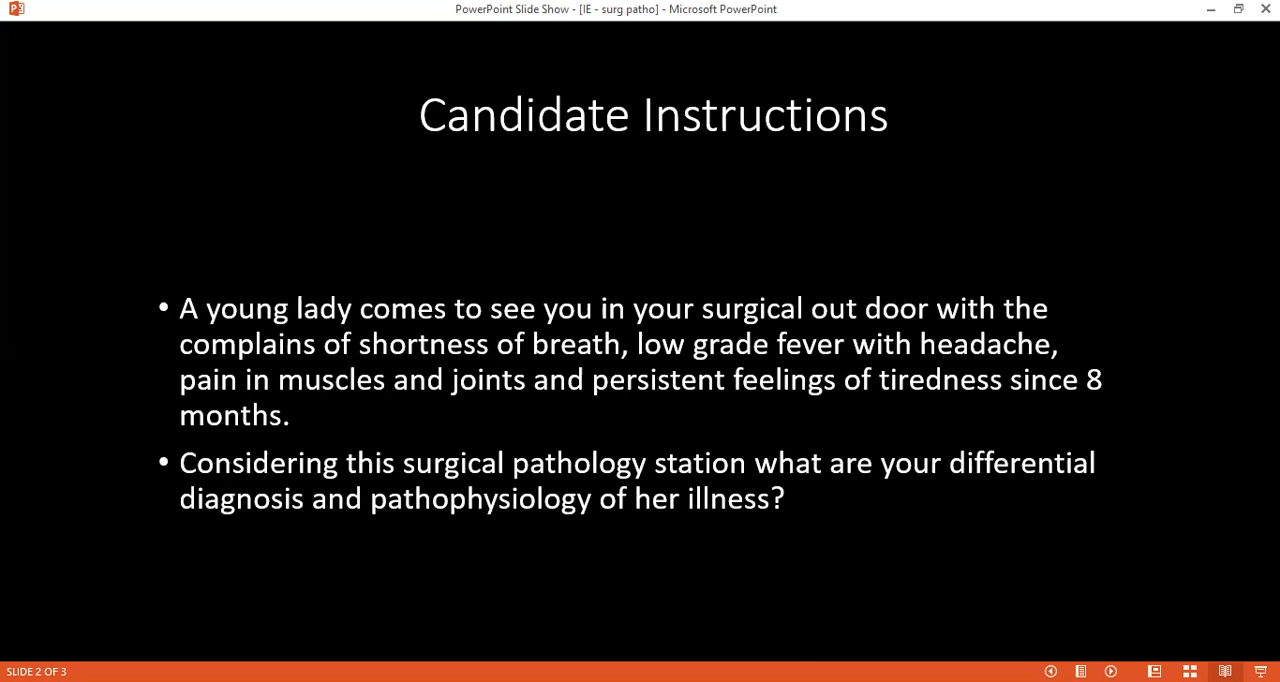 PowerPoint Slide Show - [IE - surg patho] - Microsoft PowerPoint
Candidate Instructions
• A young lady comes to see you in your surgical out door with the
complains of shortness of breath, low grade fever with headache,
pain in muscles and joints and persistent feelings of tiredness since 8
months.
• Considering this surgical pathology station what are your differential
diagnosis and pathophysiology of her illness?
SLIDE 2 OF 3